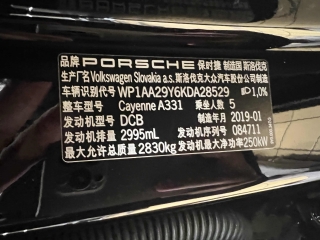 品牌 PORSCHE 保时捷 制造国 斯洛伐克
生产厂名 Volkswagen Slovakia a.s. 斯洛伐克大众汽车股份公司制造
车辆识别代号 WP1AA29Y6KDA28529 1,0%
整车型号 Cayenne A331 乘坐人数 5
发动机型号 DCB 制造年月 2019-01
发动机排量 2995mL 发动机序列号 084711
最大允许总质量 2830kg 发动机最大净功率 250kW